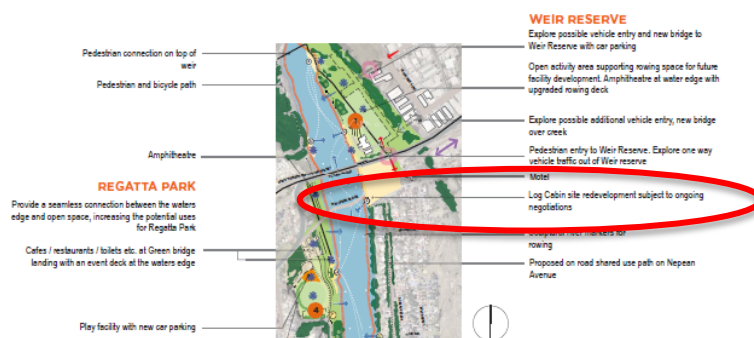 WEIR RESERVE
Explore possible vehicle entry and new bridge to
Weir Reserve with car parking
Open activity area supporting rowing space for future
facility development. Amphitheatre at water edge with
upgraded rowing deck
Explore possible additional vehicle entry, new bridge
over creek
Pedestrian entry to Weir Reserve. Explore one way
vehicle traffic out of Weir reserve
Motel
Log Cabin site redevelopment subject to ongoing
negotiations
river markers for
rowing
Proposed on road shared use path on Nepean
Avenue
Pedestrian connection on top of
weir
Pedestrian and bicycle path
Amphitheatre
REGATTA PARK
Provide a seamless connection between the waters
edge and open space, increasing the potential uses
for Regatta Park
Cafes / restaurants / toilets etc. at Green bridge
landing with an event deck at the waters edge
Play facility with new car parking
4